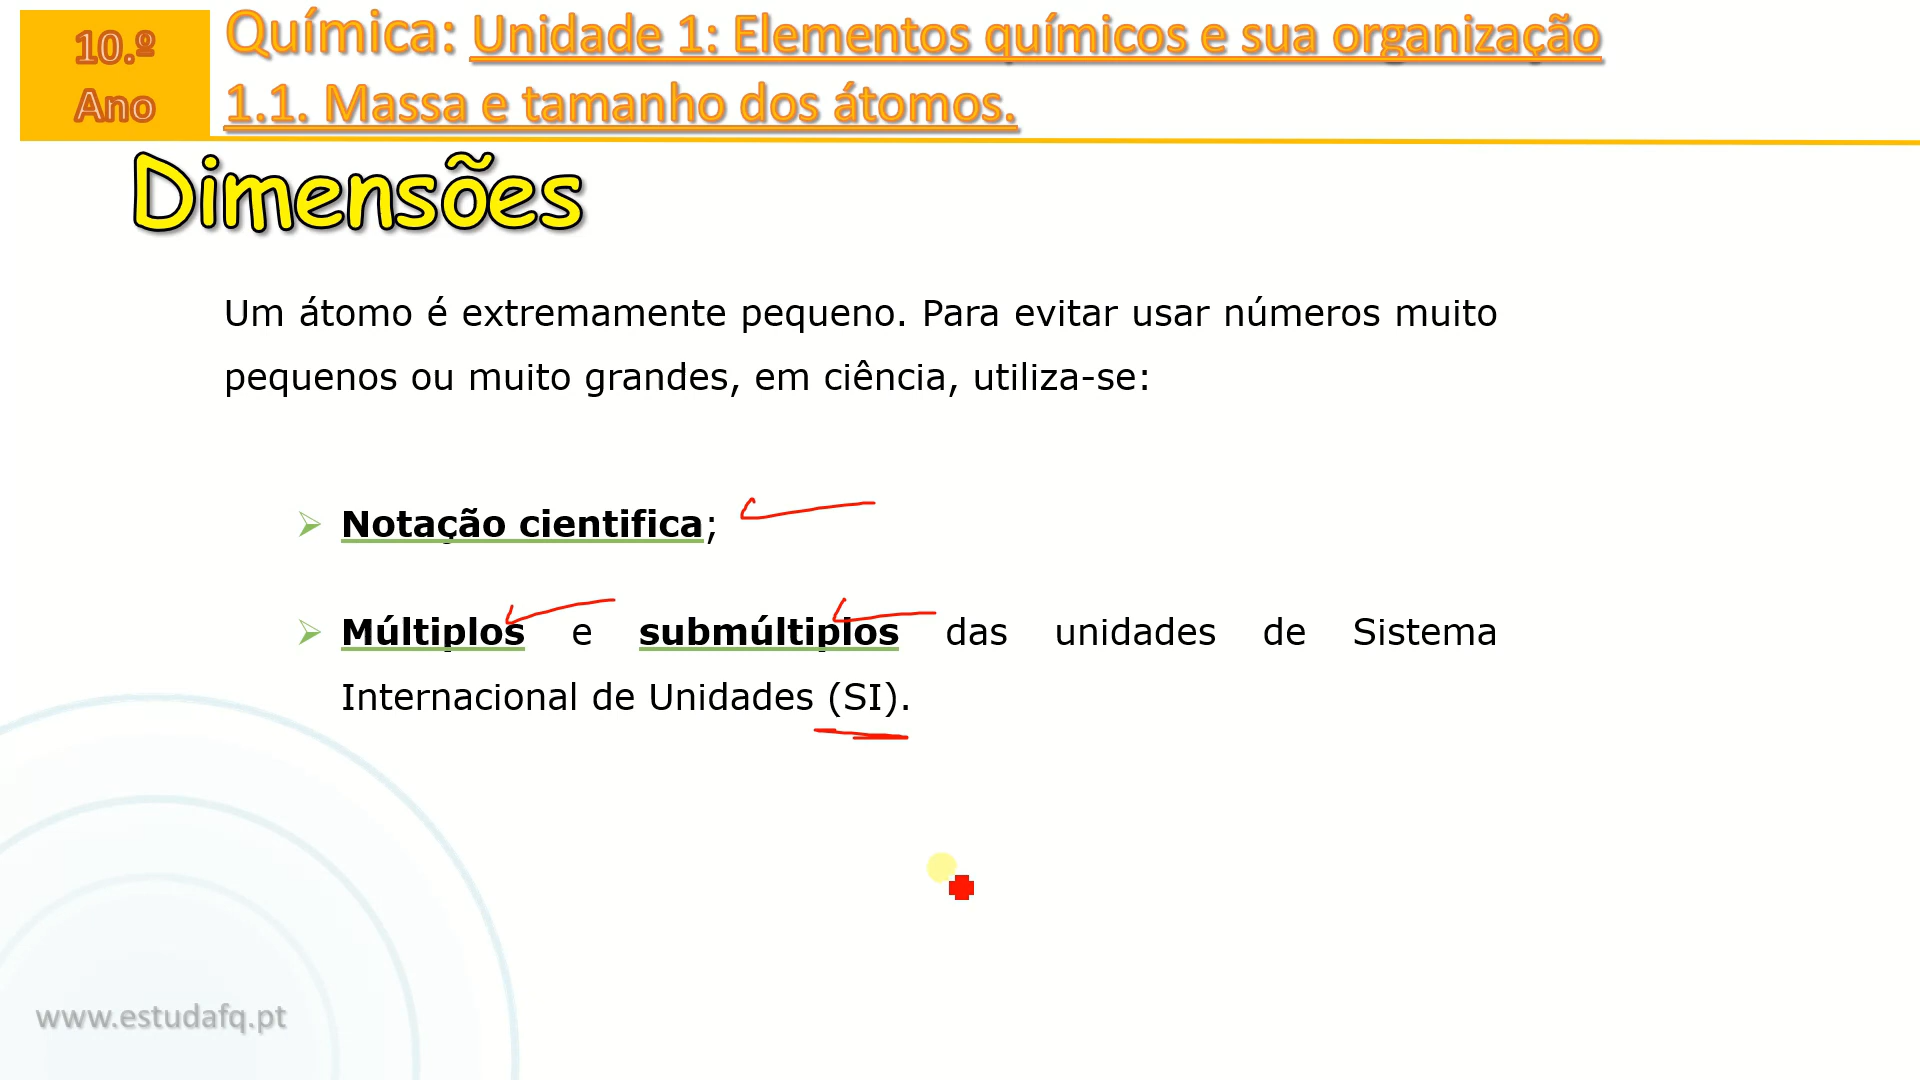 10.º
Ano
Química: Unidade 1: Elementos químicos e sua organização
1.1. Massa e tamanho dos átomos.
Dimensões
Um átomo é extremamente pequeno. Para evitar usar números muito
pequenos ou muito grandes, em ciência, utiliza-se:
Notação cientifica;
Múltiplos e submúltiplos das unidades de Sistema
Internacional de Unidades (SI).
www.estudafq.pt